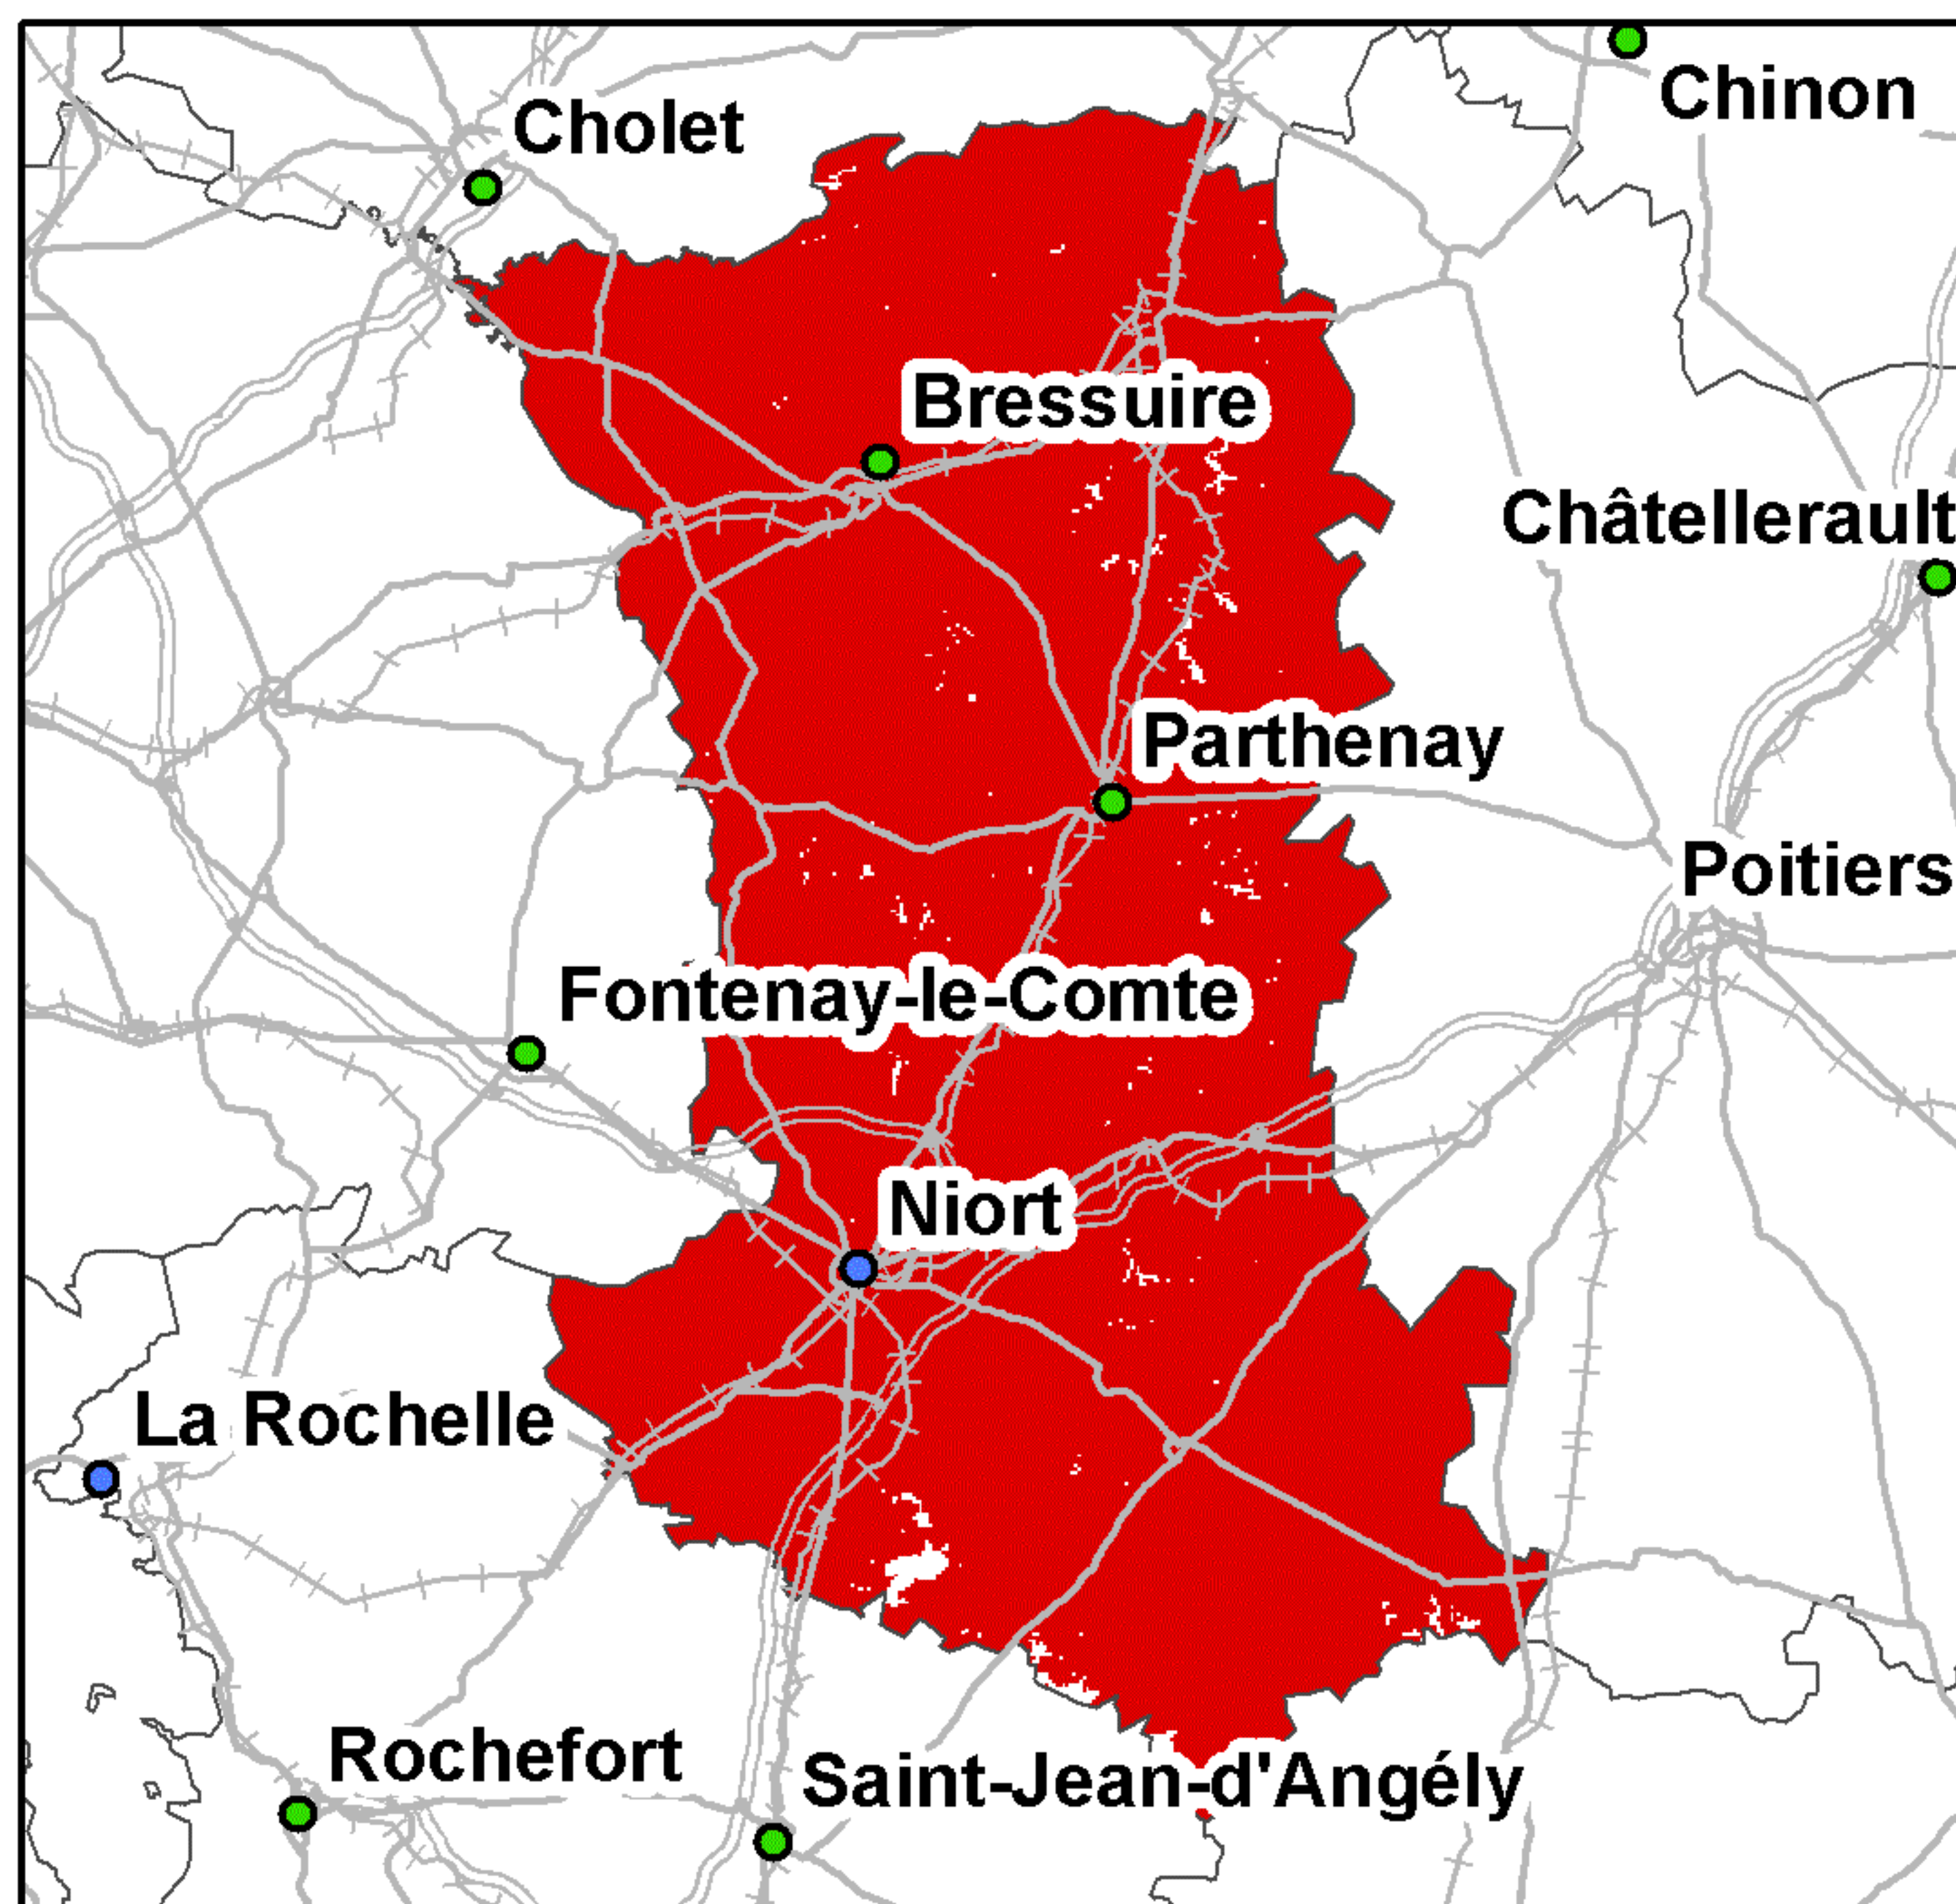 Chinon
Cholet
Bressuire
Châtellerault
Parthenay
Poitiers
Fontenay-le-Comte
Niort
La Rochelle
Rochefort
Saint-Jean-d'Angély